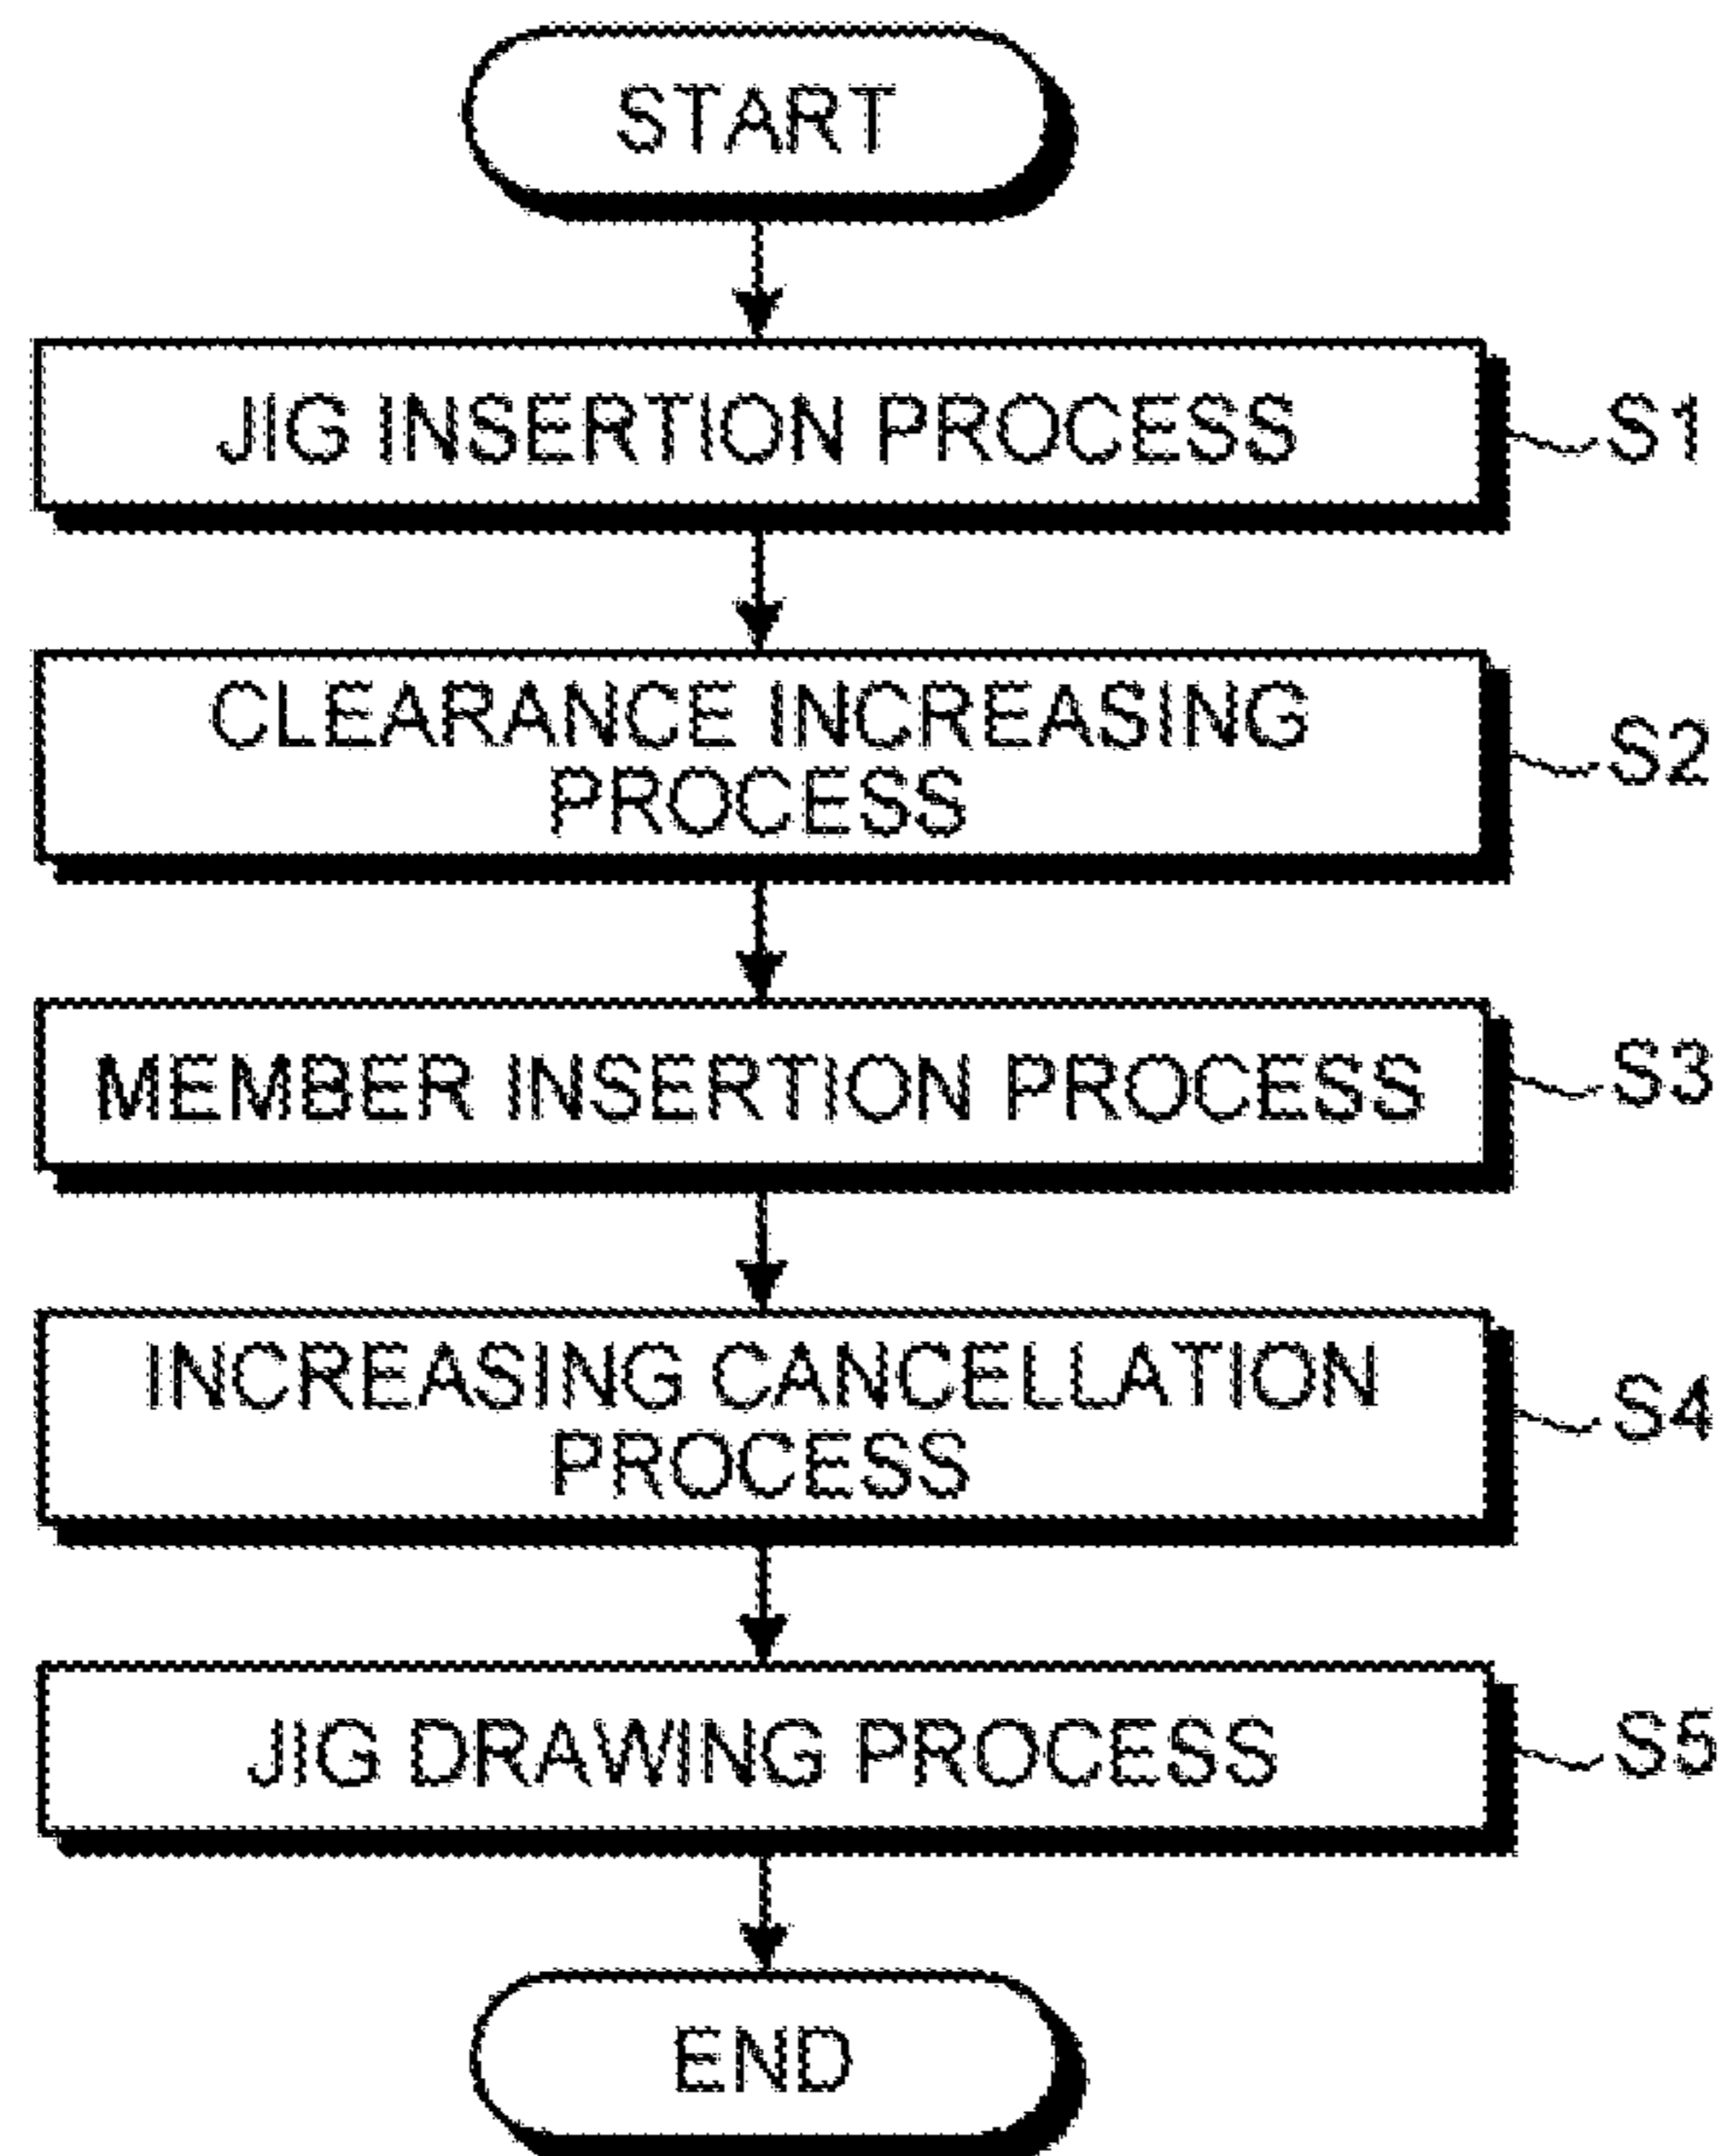 START
JIG INSERTION PROCESS
S1
CLEARANCE INCREASING
PROCESS
S2
MEMBER INSERTION PROCESS
S3
INCREASING CANCELLATION
PROCESS
S4
JIG DRAWING PROCESS
S5
END